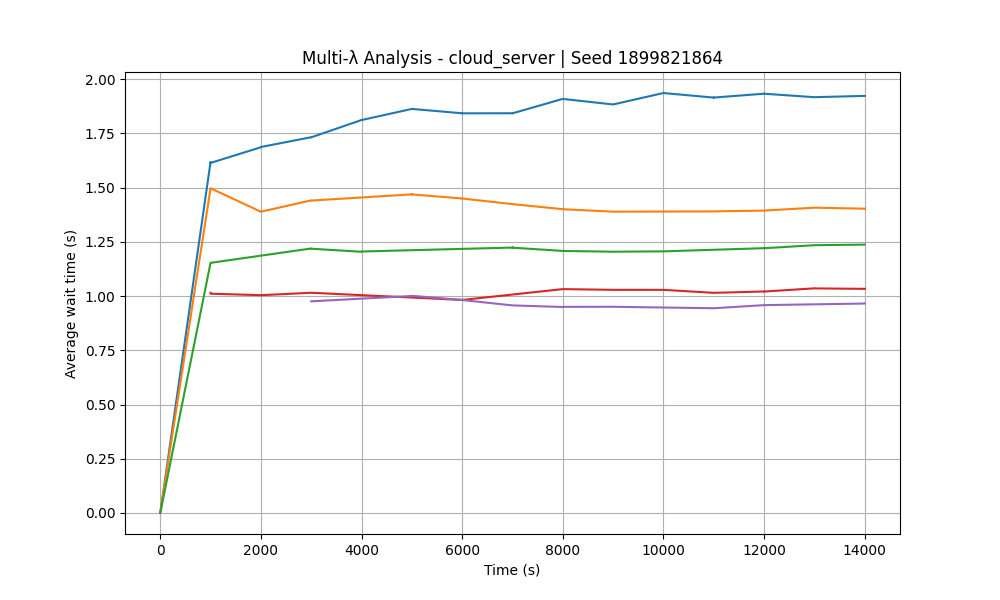 Multi-λ Analysis - cloud_server | Seed 1899821864
2.00
1.75
1.50
1.25
1.00
0.75
0.50
0.25
0.00
Average wait time (s)
0 2000 4000 6000 8000 10000 12000 14000
Time (s)